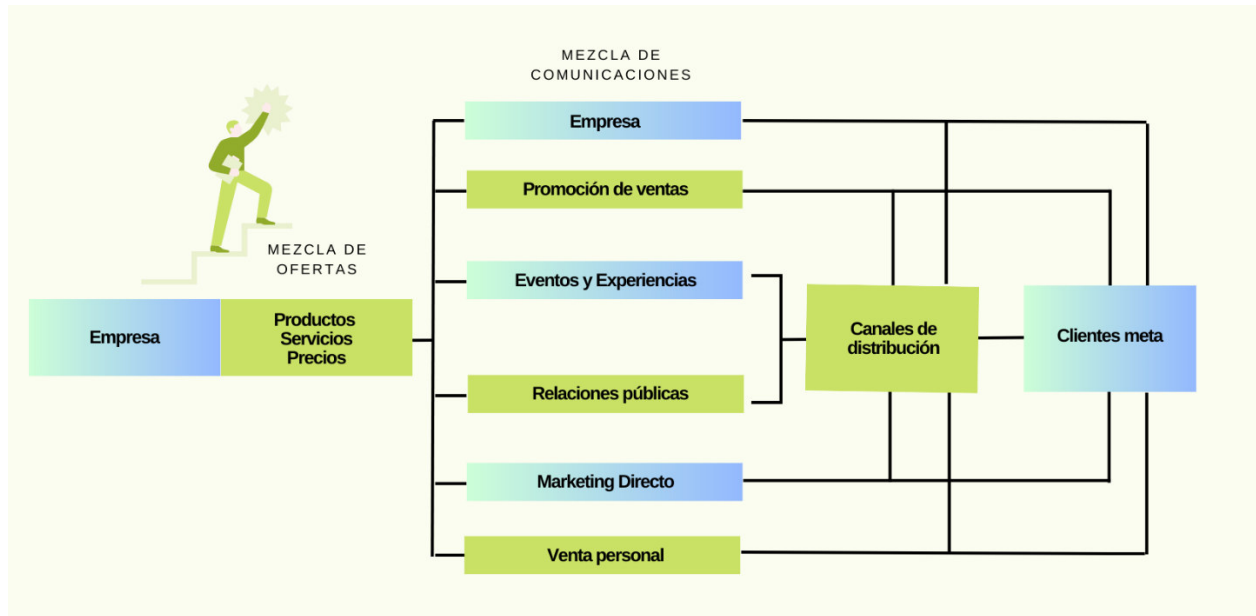 MEZCLA DE
COMUNICACIONES
Empresa
Promoción de ventas
MEZCLA DE
OFERTAS
Eventos y Experiencias
Empresa
Productos
Servicios
Precios
Canales de
distribución
Clientes meta
Relaciones públicas
Marketing Directo
Venta personal